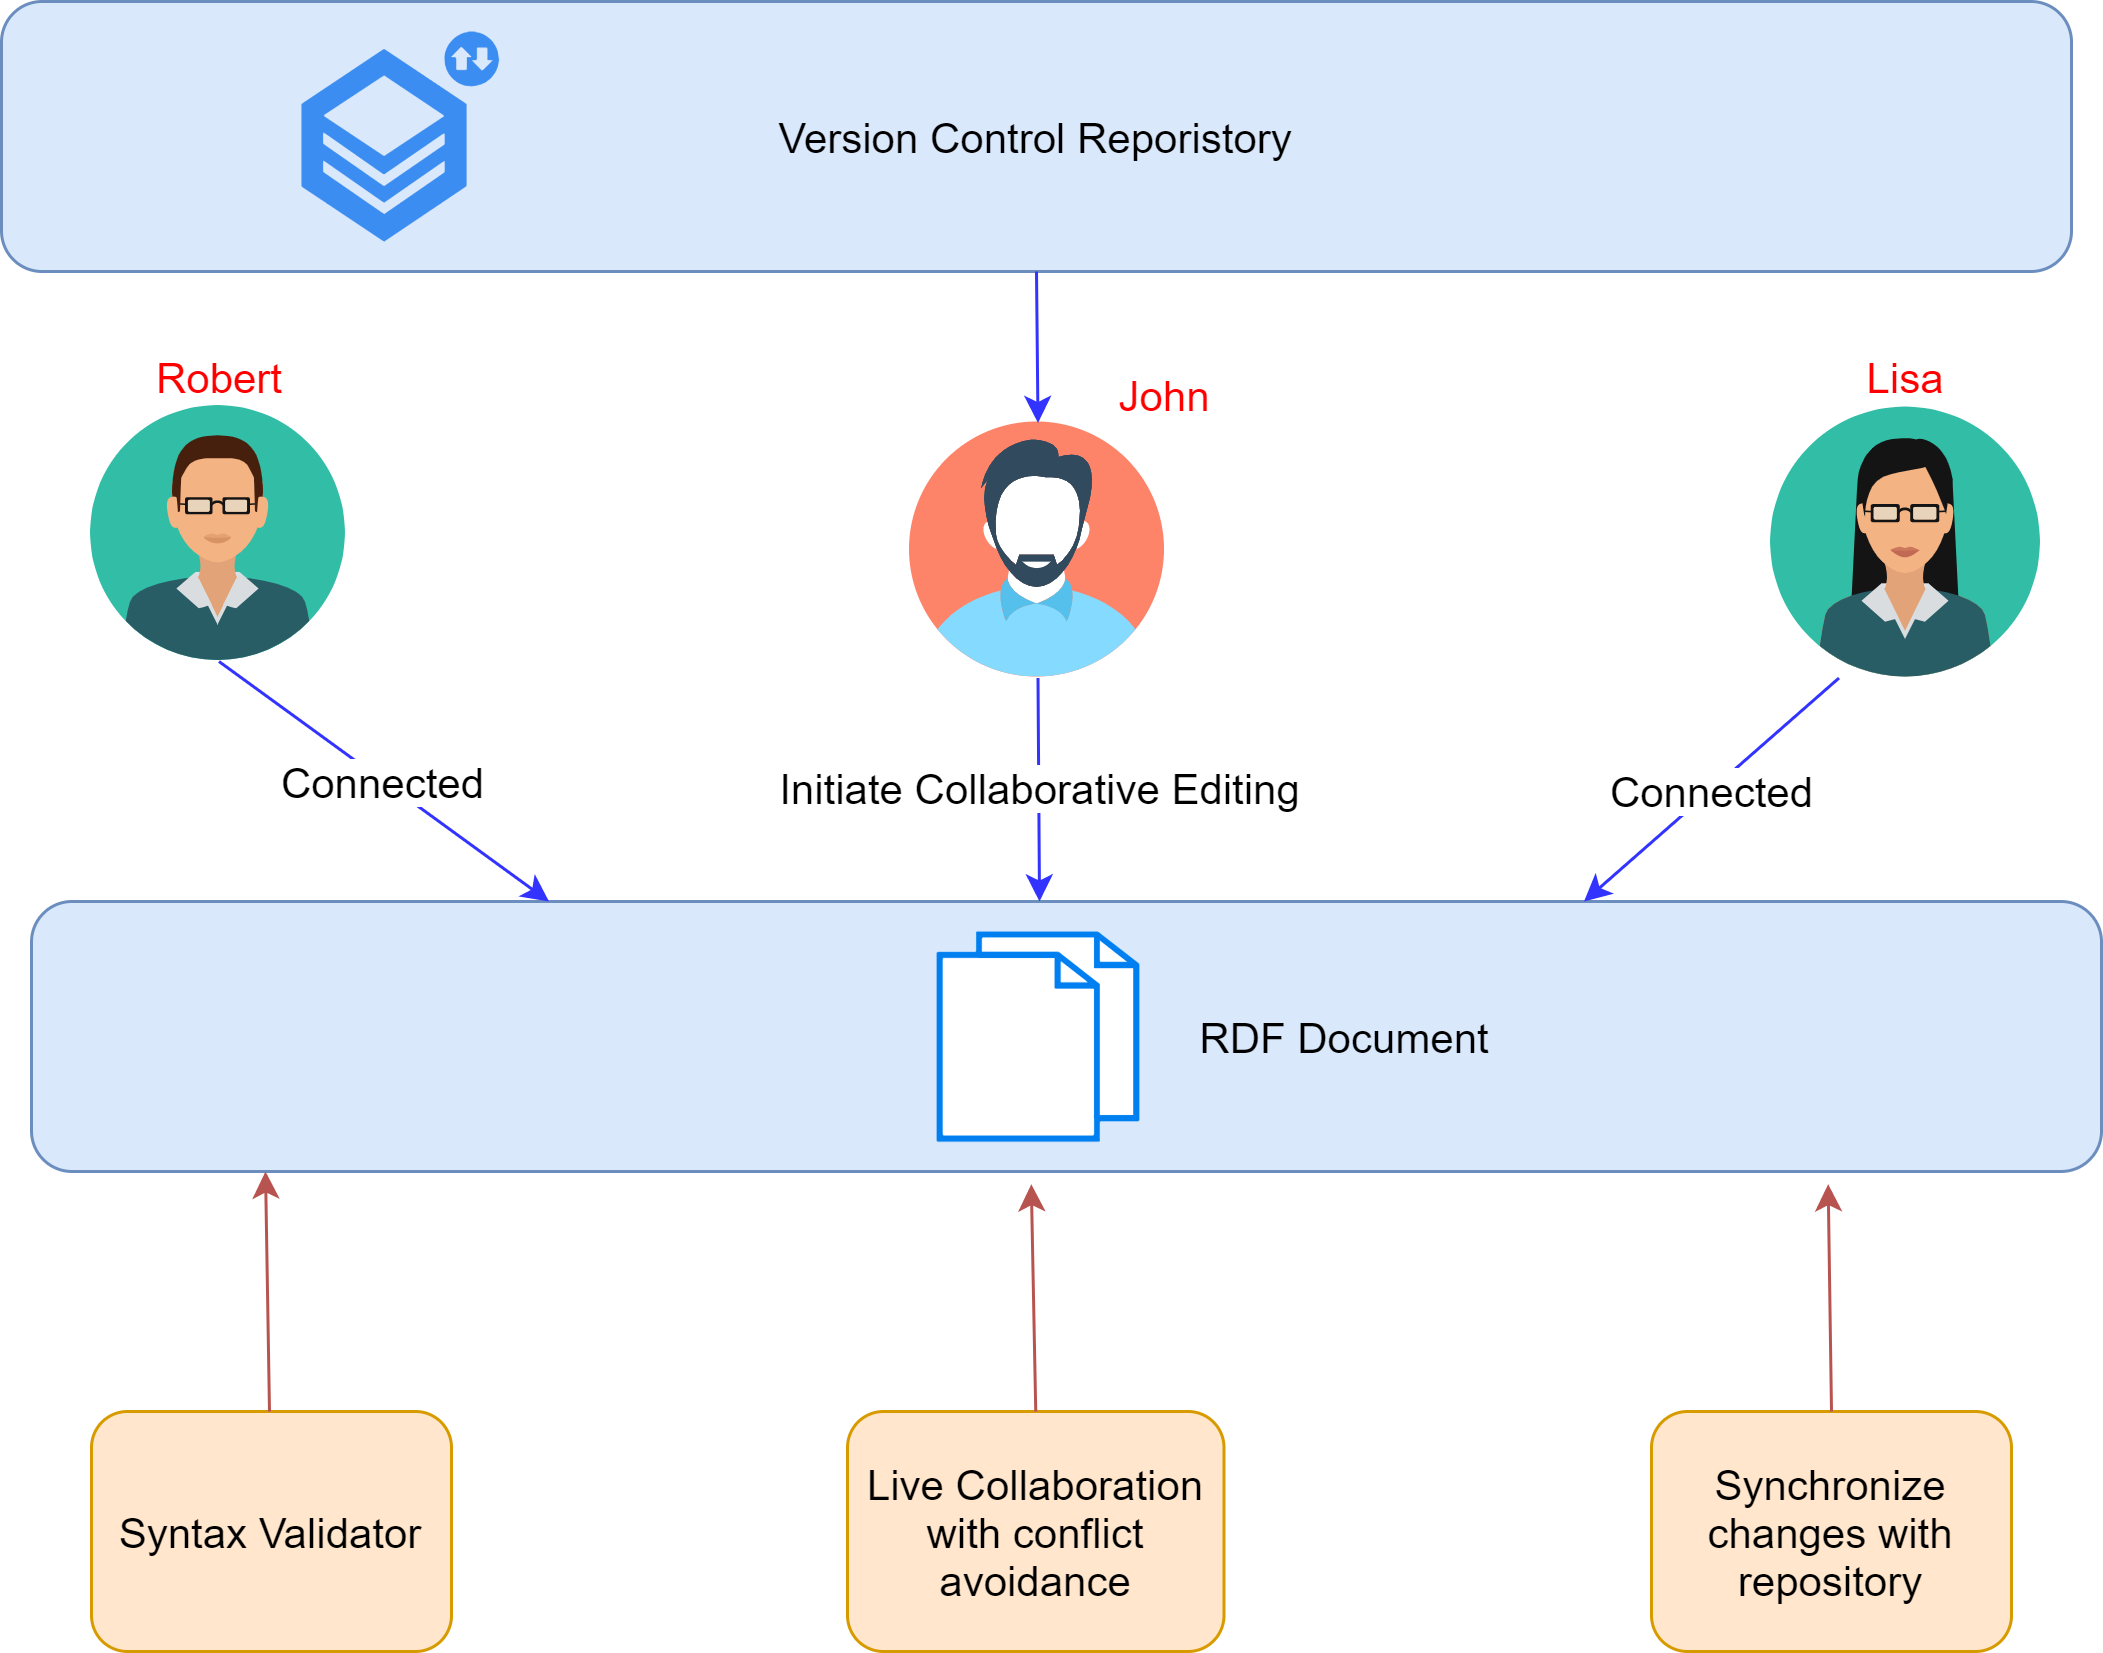 Version Control Reporistory
Robert
John
Lisa
Connected
Initiate Collaborative Editing
Connected
RDF Document
Syntax Validator
Live Collaboration
with conflict
avoidance
Synchronize
changes with
repository